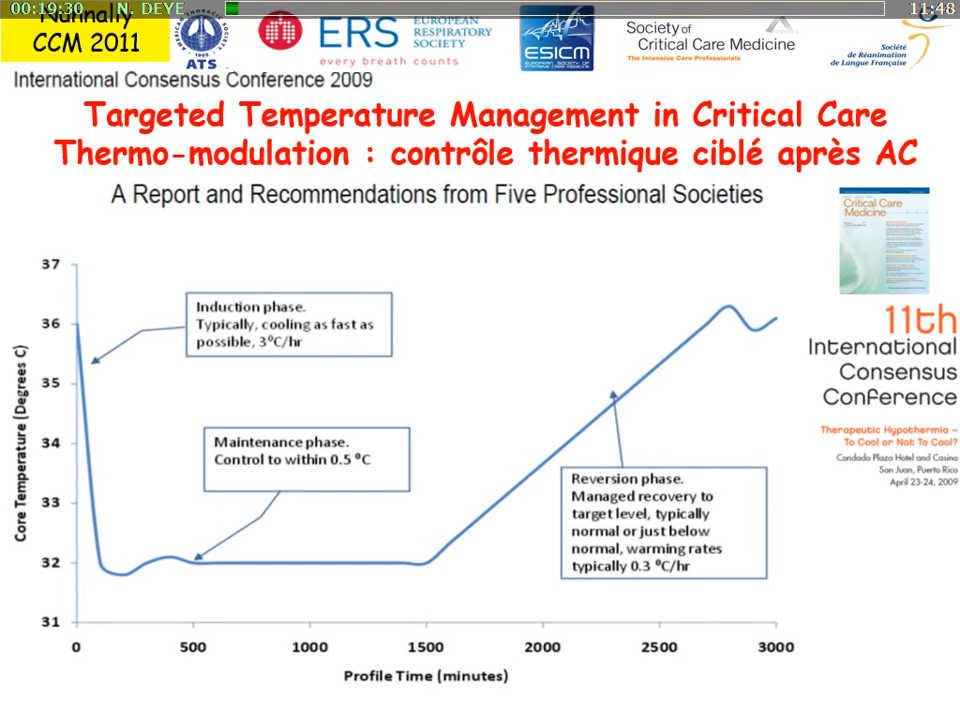 00:19:30 N. DEYE 11:48
Nunnally
CCM 2011
AMERICAN THORACIC SOCIETY
1905
ATS
ERS EUROPEAN
RESPIRATORY
SOCIETY
every breath counts
ESICM
EUROPEAN SOCIETY OF
INTENSIVE CARE MEDICINE
Society of
Critical Care Medicine
The Intensive Care Professionals
Société
de Réanimation
de Langue Française
International Consensus Conference 2009
Targeted Temperature Management in Critical Care
Thermo-modulation : contrôle thermique ciblé après AC
A Report and Recommendations from Five Professional Societies
Critical Care
Medicine
11th
International
Consensus
Conference
Therapeutic Hypothermia –
To Cool or Not To Cool?
Condado Plaza Hotel and Casino
San Juan, Puerto Rico
April 23-24, 2009
Core Temperature (Degrees C)
37
36
35
34
33
32
31
Induction phase.
Typically, cooling as fast as
possible, 3⁰C/hr
Maintenance phase.
Control to within 0.5 ⁰C
Reversion phase.
Managed recovery to
target level, typically
normal or just below
normal, warming rates
typically 0.3 ⁰C/hr
0 500 1000 1500 2000 2500 3000
Profile Time (minutes)